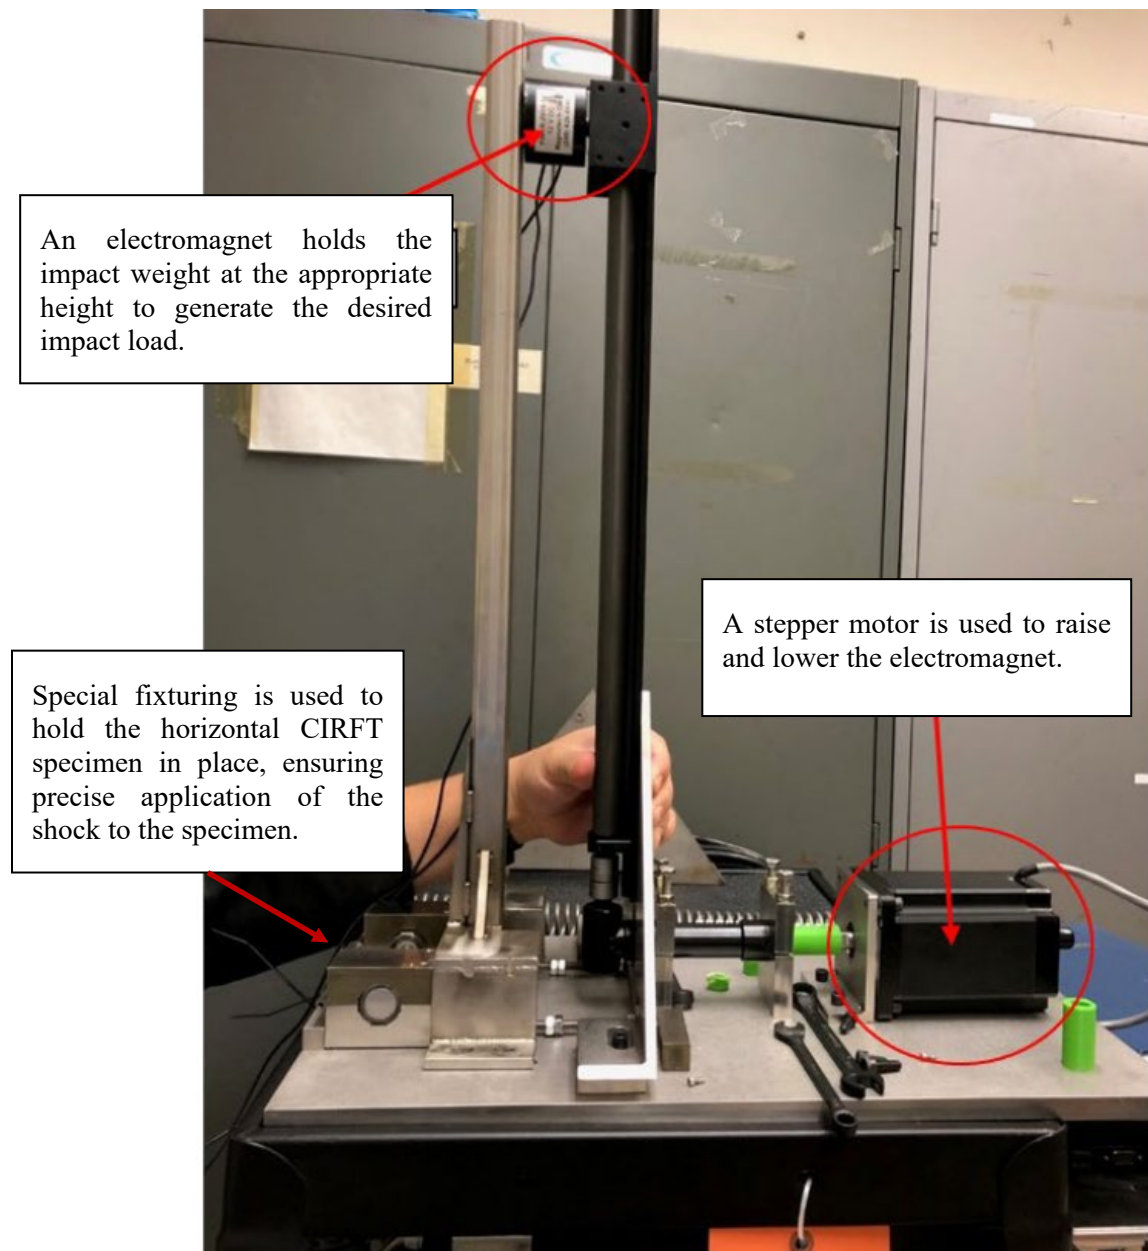 An electromagnet holds the
impact weight at the appropriate
height to generate the desired
impact load.
A stepper motor is used to raise
and lower the electromagnet.
Special fixturing is used to
hold the horizontal CIRFT
specimen in place, ensuring
precise application of the
shock to the specimen.